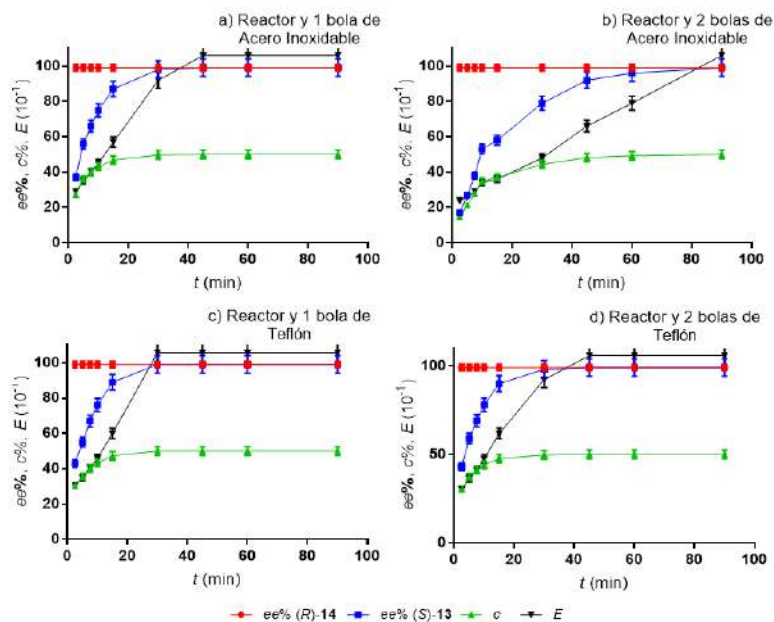 a) Reactor y 1 bola de
Acero Inoxidable
100
80
60
40
20
0
ee%, c%, E (10⁻¹)
0 20 40 60 80 100
t (min)
b) Reactor y 2 bolas de
Acero Inoxidable
100
80
60
40
20
0
ee%, c%, E (10⁻¹)
0 20 40 60 80 100
t (min)
c) Reactor y 1 bola de
Teflón
100
80
60
40
20
0
ee%, c%, E (10⁻¹)
0 20 40 60 80 100
t (min)
d) Reactor y 2 bolas de
Teflón
100
50
0
ee%, c%. E (10⁻¹)
0 20 40 60 80 100
t (min)
ee% (R)-14 ee% (S)-13 c E